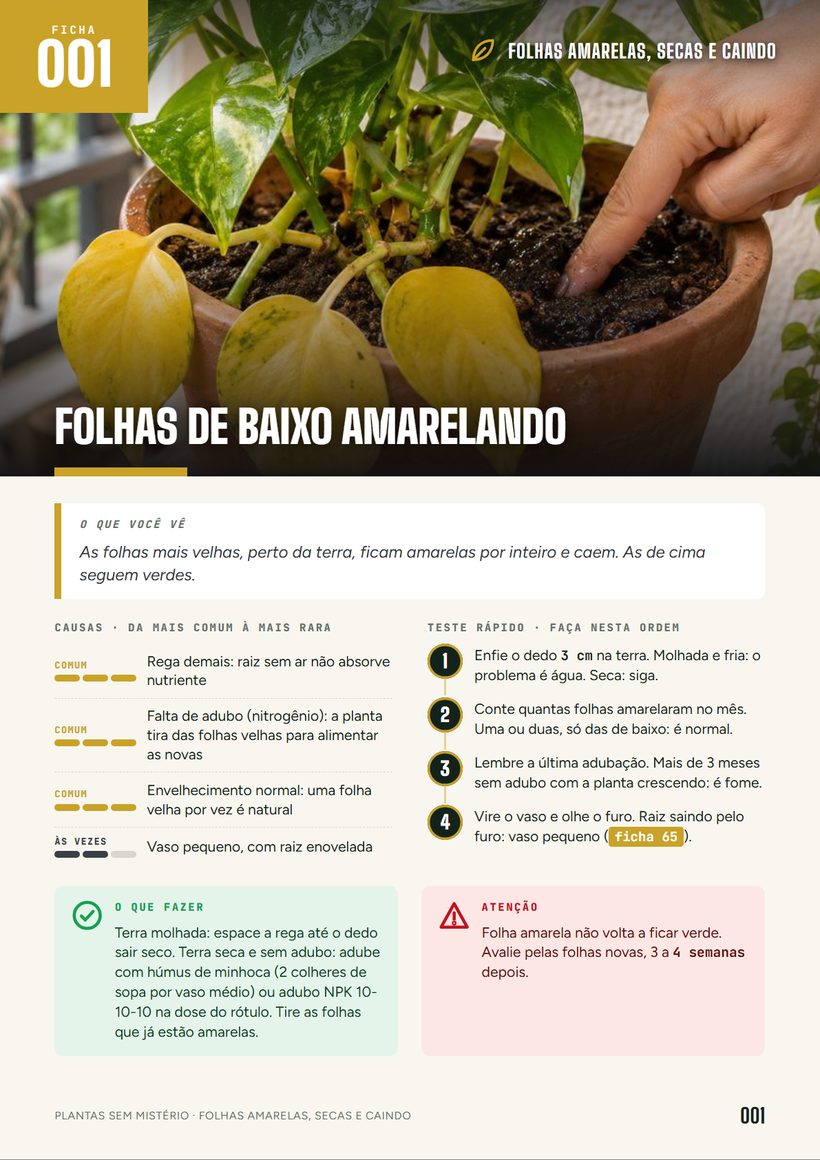 FICHA
001
FOLHAS AMARELAS, SECAS E CAINDO
FOLHAS DE BAIXO AMARELANDO
O QUE VOCÊ VÊ
As folhas mais velhas, perto da terra, ficam amarelas por inteiro e caem. As de cima
seguem verdes.
CAUSAS · DA MAIS COMUM À MAIS RARA
COMUM
Rega demais: raiz sem ar não absorve
nutriente
COMUM
Falta de adubo (nitrogênio): a planta
tira das folhas velhas para alimentar
as novas
COMUM
Envelhecimento normal: uma folha
velha por vez é natural
ÀS VEZES
Vaso pequeno, com raiz enovelada
TESTE RÁPIDO · FAÇA NESTA ORDEM
1
Enfie o dedo 3 cm na terra. Molhada e fria: o
problema é água. Seca: siga.
2
Conte quantas folhas amarelaram no mês.
Uma ou duas, só das de baixo: é normal.
3
Lembre a última adubação. Mais de 3 meses
sem adubo com a planta crescendo: é fome.
4
Vire o vaso e olhe o furo. Raiz saindo pelo
furo: vaso pequeno (ficha 65).
O QUE FAZER
Terra molhada: espace a rega até o dedo
sair seco. Terra seca e sem adubo: adube
com húmus de minhoca (2 colheres de
sopa por vaso médio) ou adubo NPK 10-
10-10 na dose do rótulo. Tire as folhas
que já estão amarelas.
ATENÇÃO
Folha amarela não volta a ficar verde.
Avalie pelas folhas novas, 3 a 4 semanas
depois.
PLANTAS SEM MISTÉRIO · FOLHAS AMARELAS, SECAS E CAINDO
001